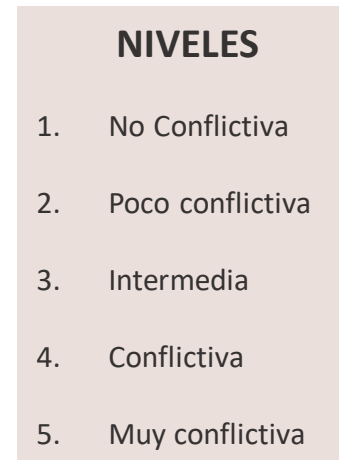 NIVELES
1. No Conflictiva
2. Poco conflictiva
3. Intermedia
4. Conflictiva
5. Muy conflictiva